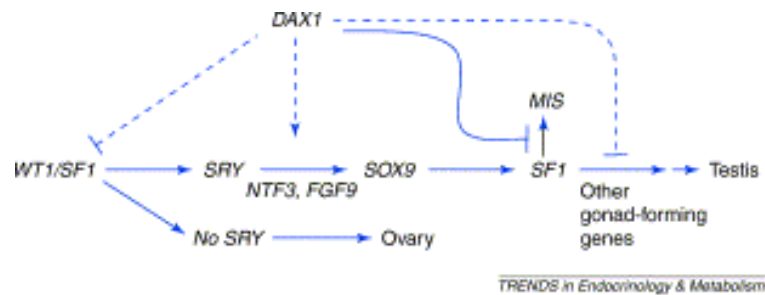 DAX1
MIS
WT1/SF1 SRY SOX9 SF1 Testis
NTF3, FGF9 Other
gonad-forming
genes
No SRY Ovary
TRENDS in Endocrinology & Metabolism